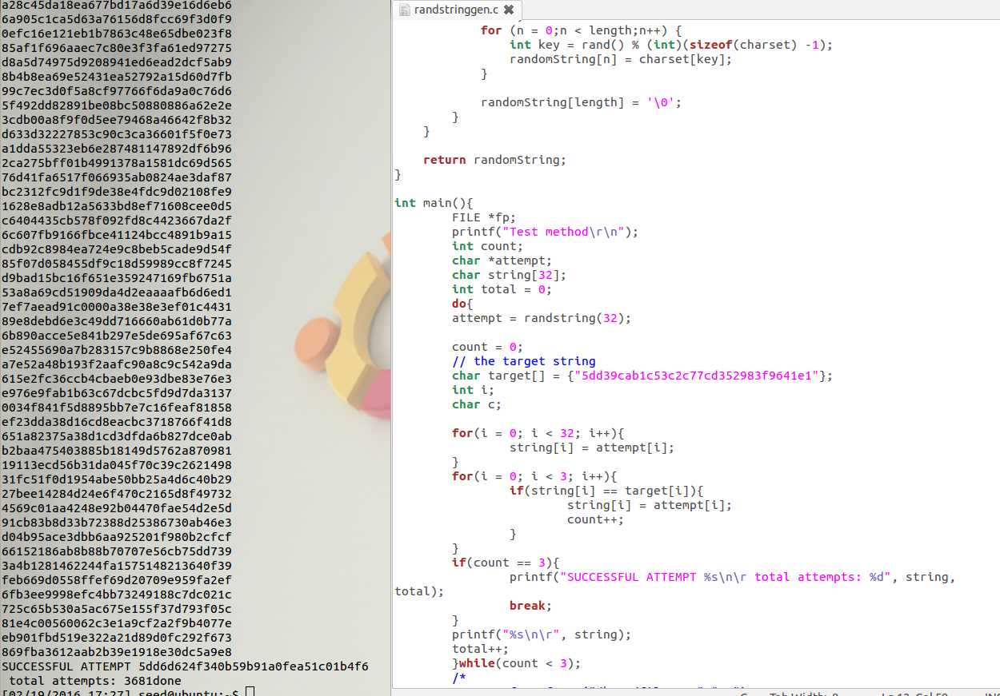 a28c45da18ea677bd17a6d39e16d6eb6
6a905c1ca5d63a76156d8fcc69f3d0f9
0efc16e121eb1b7863c48e65dbe023f8
85af1f696aaec7c80e3f3fa61ed97275
d8a5d74975d9208941ed6ead2dcf5ab9
8b4b8ea69e52431ea52792a15d60d7fb
99c7ec3d0f5a8cf97766f6da9a0c76d6
5f492dd82891be08bc50880886a62e2e
3cdb00a8f9f0d5ee79468a46642f8b32
d633d32227853c90c3ca36601f5f0e73
a1dda55323eb6e287481147892df6b96
2ca275bff01b4991378a1581dc69d565
76d41fa6517f066935ab0824ae3daf87
bc2312fc9d1f9de38e4fdc9d02108fe9
1628e8adb12a5633bd8ef71608cee0d5
c6404435cb578f092fd8c4423667da2f
6c607fb9166fbce41124bcc4891b9a15
cdb92c8984ea724e9c8beb5cade9d54f
85f07d058455df9c18d59989cc8f7245
d9bad15bc16f651e359247169fb6751a
53a8a69cd51909da4d2eaaaafb6d6ed1
7ef7aead91c0000a38e38e3ef01c4431
89e8debd6e3c49dd716660ab61d0b77a
6b890acce5e841b297e5de695af67c63
e52455690a7b283157c9b8868e250fe4
a7e52a48b193f2aafc90a8c9c542a9da
615e2fc36ccb4cbaeb0e93dbe83e76e3
e976e9fab1b63c67dcbc5fd9d7da3137
0034f841f5d8895bb7e7c16feaf81858
ef23dda38d16cd8eacbc3718766f41d8
651a82375a38d1cd3dfda6b827dce0ab
b2baa475403885b18149d5762a870981
19113ecd56b31da045f70c39c2621498
31fc51f0d1954abe50bb25a4d6c40b29
27bee14284d24e6f470c2165d8f49732
4569c01aa4248e92b04470fae54d2e5d
91cb83b8d33b72388d25386730ab46e3
d04b95ace3dbb6aa925201f980b2cfcf
66152186ab8b88b70707e56cb75dd739
3a4b1281462244fa1575148213640f39
feb669d0558ffef69d20709e959fa2ef
6fb3ee9998efc4bb73249188c7dc021c
725c65b530a5ac675e155f37d793f05c
81e4c00560062c3e1a9cf2a2f9b4077e
eb901fbd519e322a21d89d0fc292f673
869fba3612aab2b39e1918e30dc5a9e8
SUCCESSFUL ATTEMPT 5dd6d624f340b59b91a0fea51c01b4f6
total attempts: 3681done
[02/19/2016 17:27] seed@ubuntu:~$
randstringgen.c
for (n = 0;n < length;n++) {
int key = rand() % (int)(sizeof(charset) -1);
randomString[n] = charset[key];
}
randomString[length] = '\0';
}
}
return randomString;
}
int main(){
FILE *fp;
printf("Test method\r\n");
int count;
char *attempt;
char string[32];
int total = 0;
do{
attempt = randstring(32);
count = 0;
// the target string
char target[] = {"5dd39cab1c53c2c77cd352983f9641e1"};
int i;
char c;
for(i = 0; i < 32; i++){
string[i] = attempt[i];
}
for(i = 0; i < 3; i++){
if(string[i] == target[i]){
string[i] = attempt[i];
count++;
}
}
if(count == 3){
printf("SUCCESSFUL ATTEMPT %s\n\r total attempts: %d", string,
total);
break;
}
printf("%s\n\r", string);
total++;
}while(count < 3);
/*